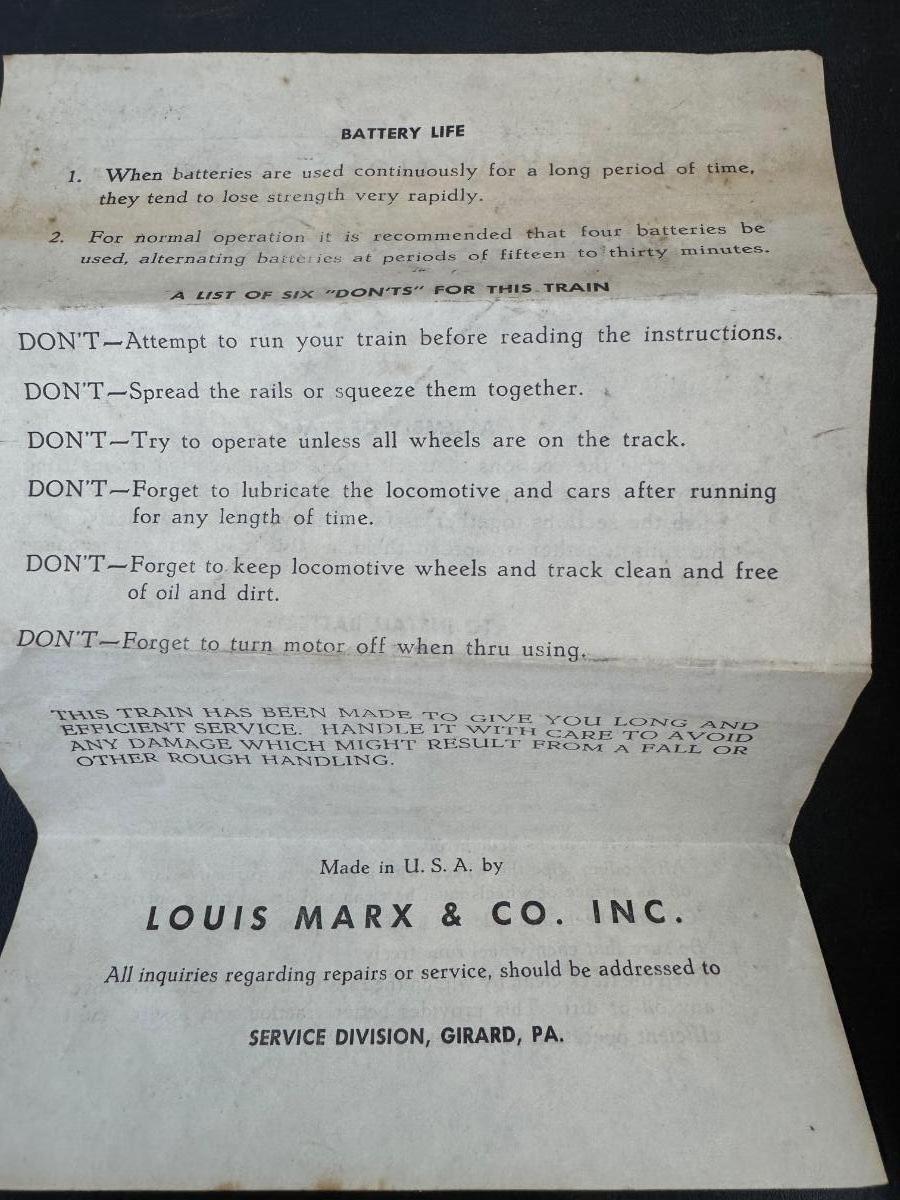 BATTERY LIFE
1. When batteries are used continuously for a long period of time,
they tend to lose strength very rapidly.
2. For normal operation it is recommended that four batteries be
used, alternating batteries at periods of fifteen to thirty minutes.
A LIST OF SIX "DON'TS" FOR THIS TRAIN
DON'T—Attempt to run your train before reading the instructions.
DON'T—Spread the rails or squeeze them together.
DON'T—Try to operate unless all wheels are on the track.
DON'T—Forget to lubricate the locomotive and cars after running
for any length of time.
DON'T—Forget to keep locomotive wheels and track clean and free
of oil and dirt.
DON'T—Forget to turn motor off when thru using.
THIS TRAIN HAS BEEN MADE TO GIVE YOU LONG AND
EFFICIENT SERVICE. HANDLE IT WITH CARE TO AVOID
ANY DAMAGE WHICH MIGHT RESULT FROM A FALL OR
OTHER ROUGH HANDLING.
Made in U. S. A. by
LOUIS MARX & CO. INC.
All inquiries regarding repairs or service, should be addressed to
SERVICE DIVISION, GIRARD, PA.